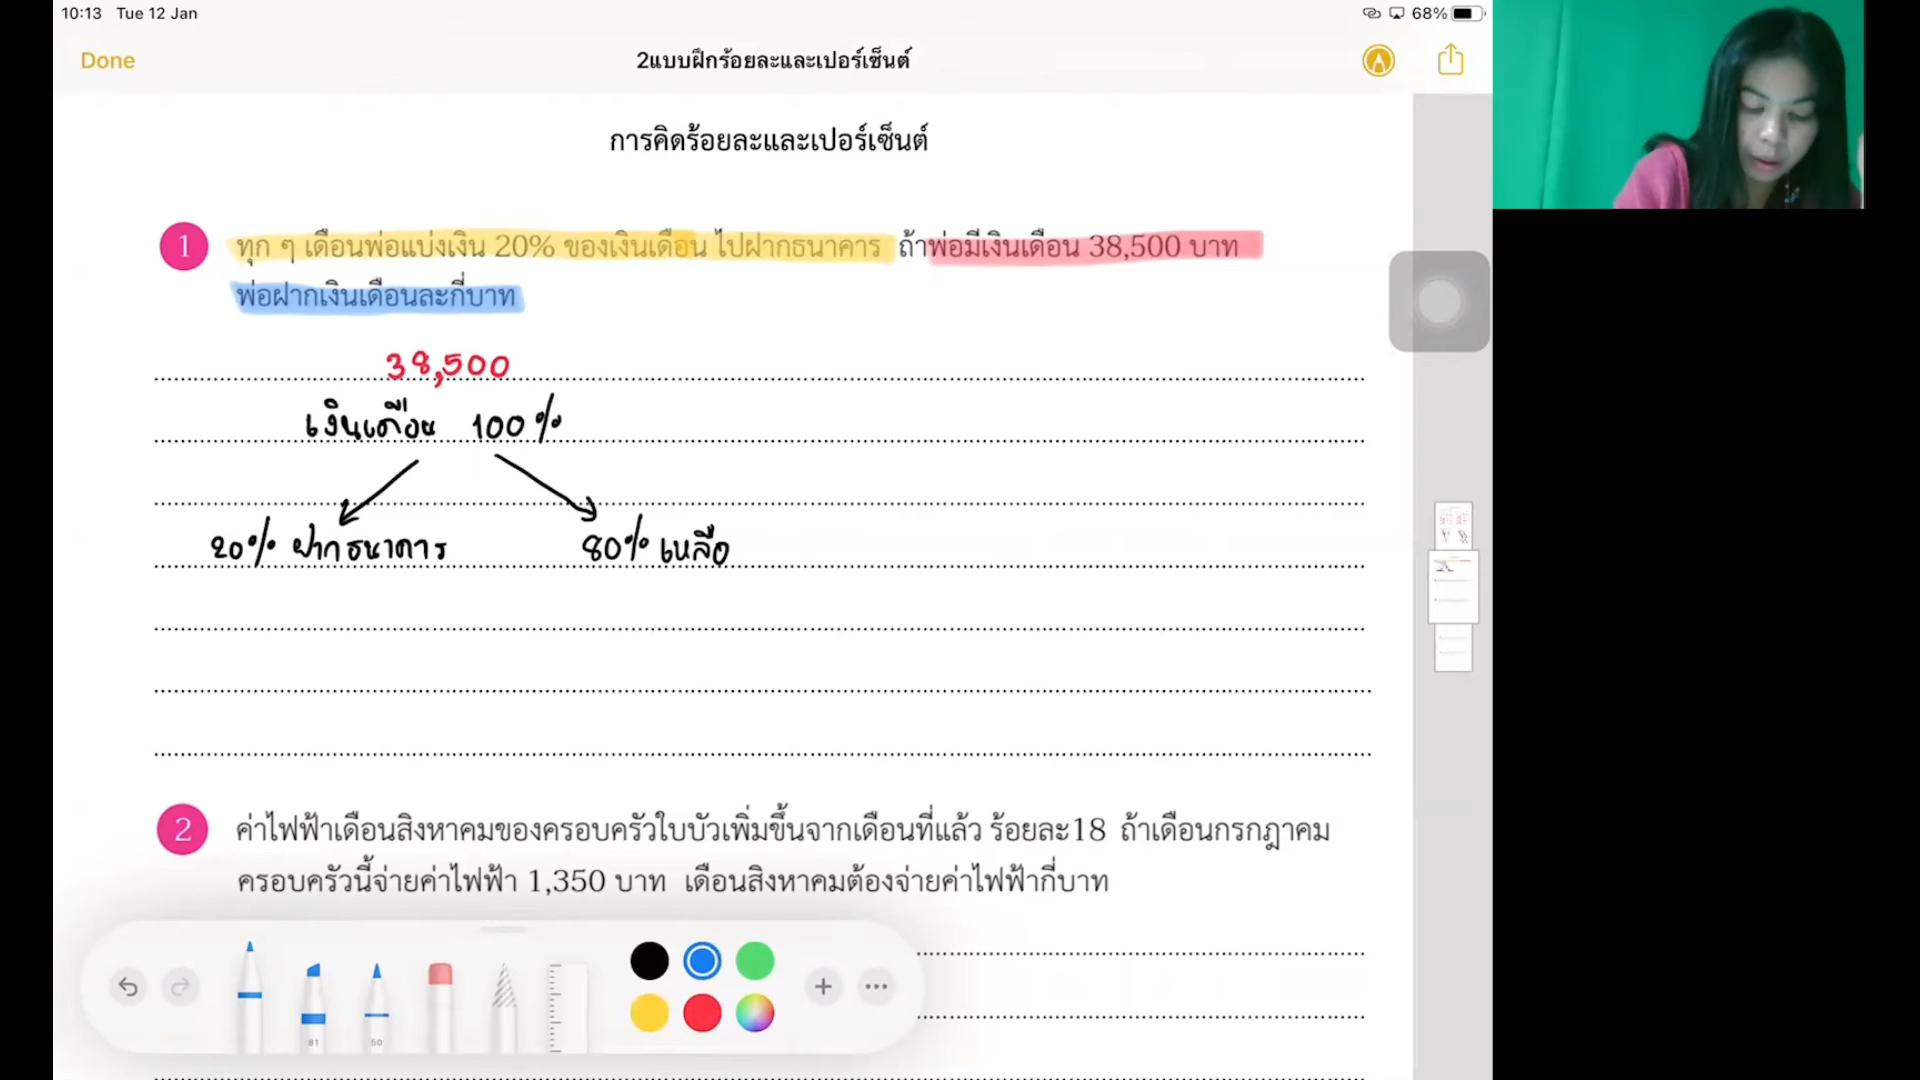 10:13 Tue 12 Jan
68%
Done
2แบบฝึกร้อยละและเปอร์เซ็นต์
การคิดร้อยละและเปอร์เซ็นต์
1 ทุก ๆ เดือนพ่อแบ่งเงิน 20% ของเงินเดือน ไปฝากธนาคาร ถ้าพ่อมีเงินเดือน 38,500 บาท
พ่อฝากเงินเดือนละกี่บาท
38,500
เงินเดือน 100%
20% ฝากธนาคาร 80% เหลือ
2 ค่าไฟฟ้าเดือนสิงหาคมของครอบครัวใบบัวเพิ่มขึ้นจากเดือนที่แล้ว ร้อยละ18 ถ้าเดือนกรกฎาคม
ครอบครัวนี้จ่ายค่าไฟฟ้า 1,350 บาท เดือนสิงหาคมต้องจ่ายค่าไฟฟ้ากี่บาท
81 50